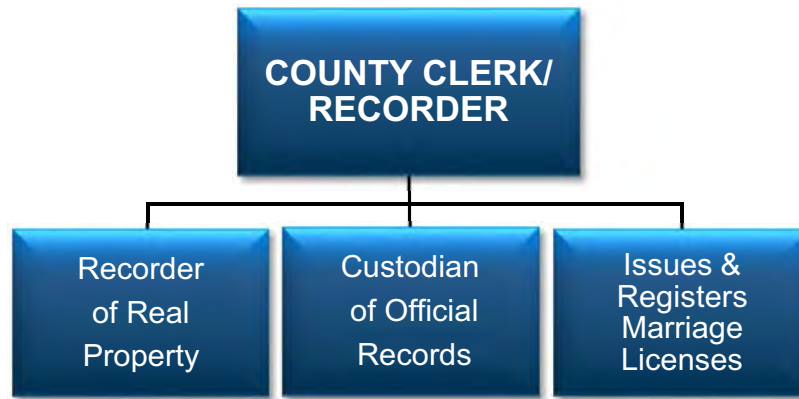 COUNTY CLERK/
RECORDER
Recorder
of Real
Property
Custodian
of Official
Records
Issues &
Registers
Marriage
Licenses